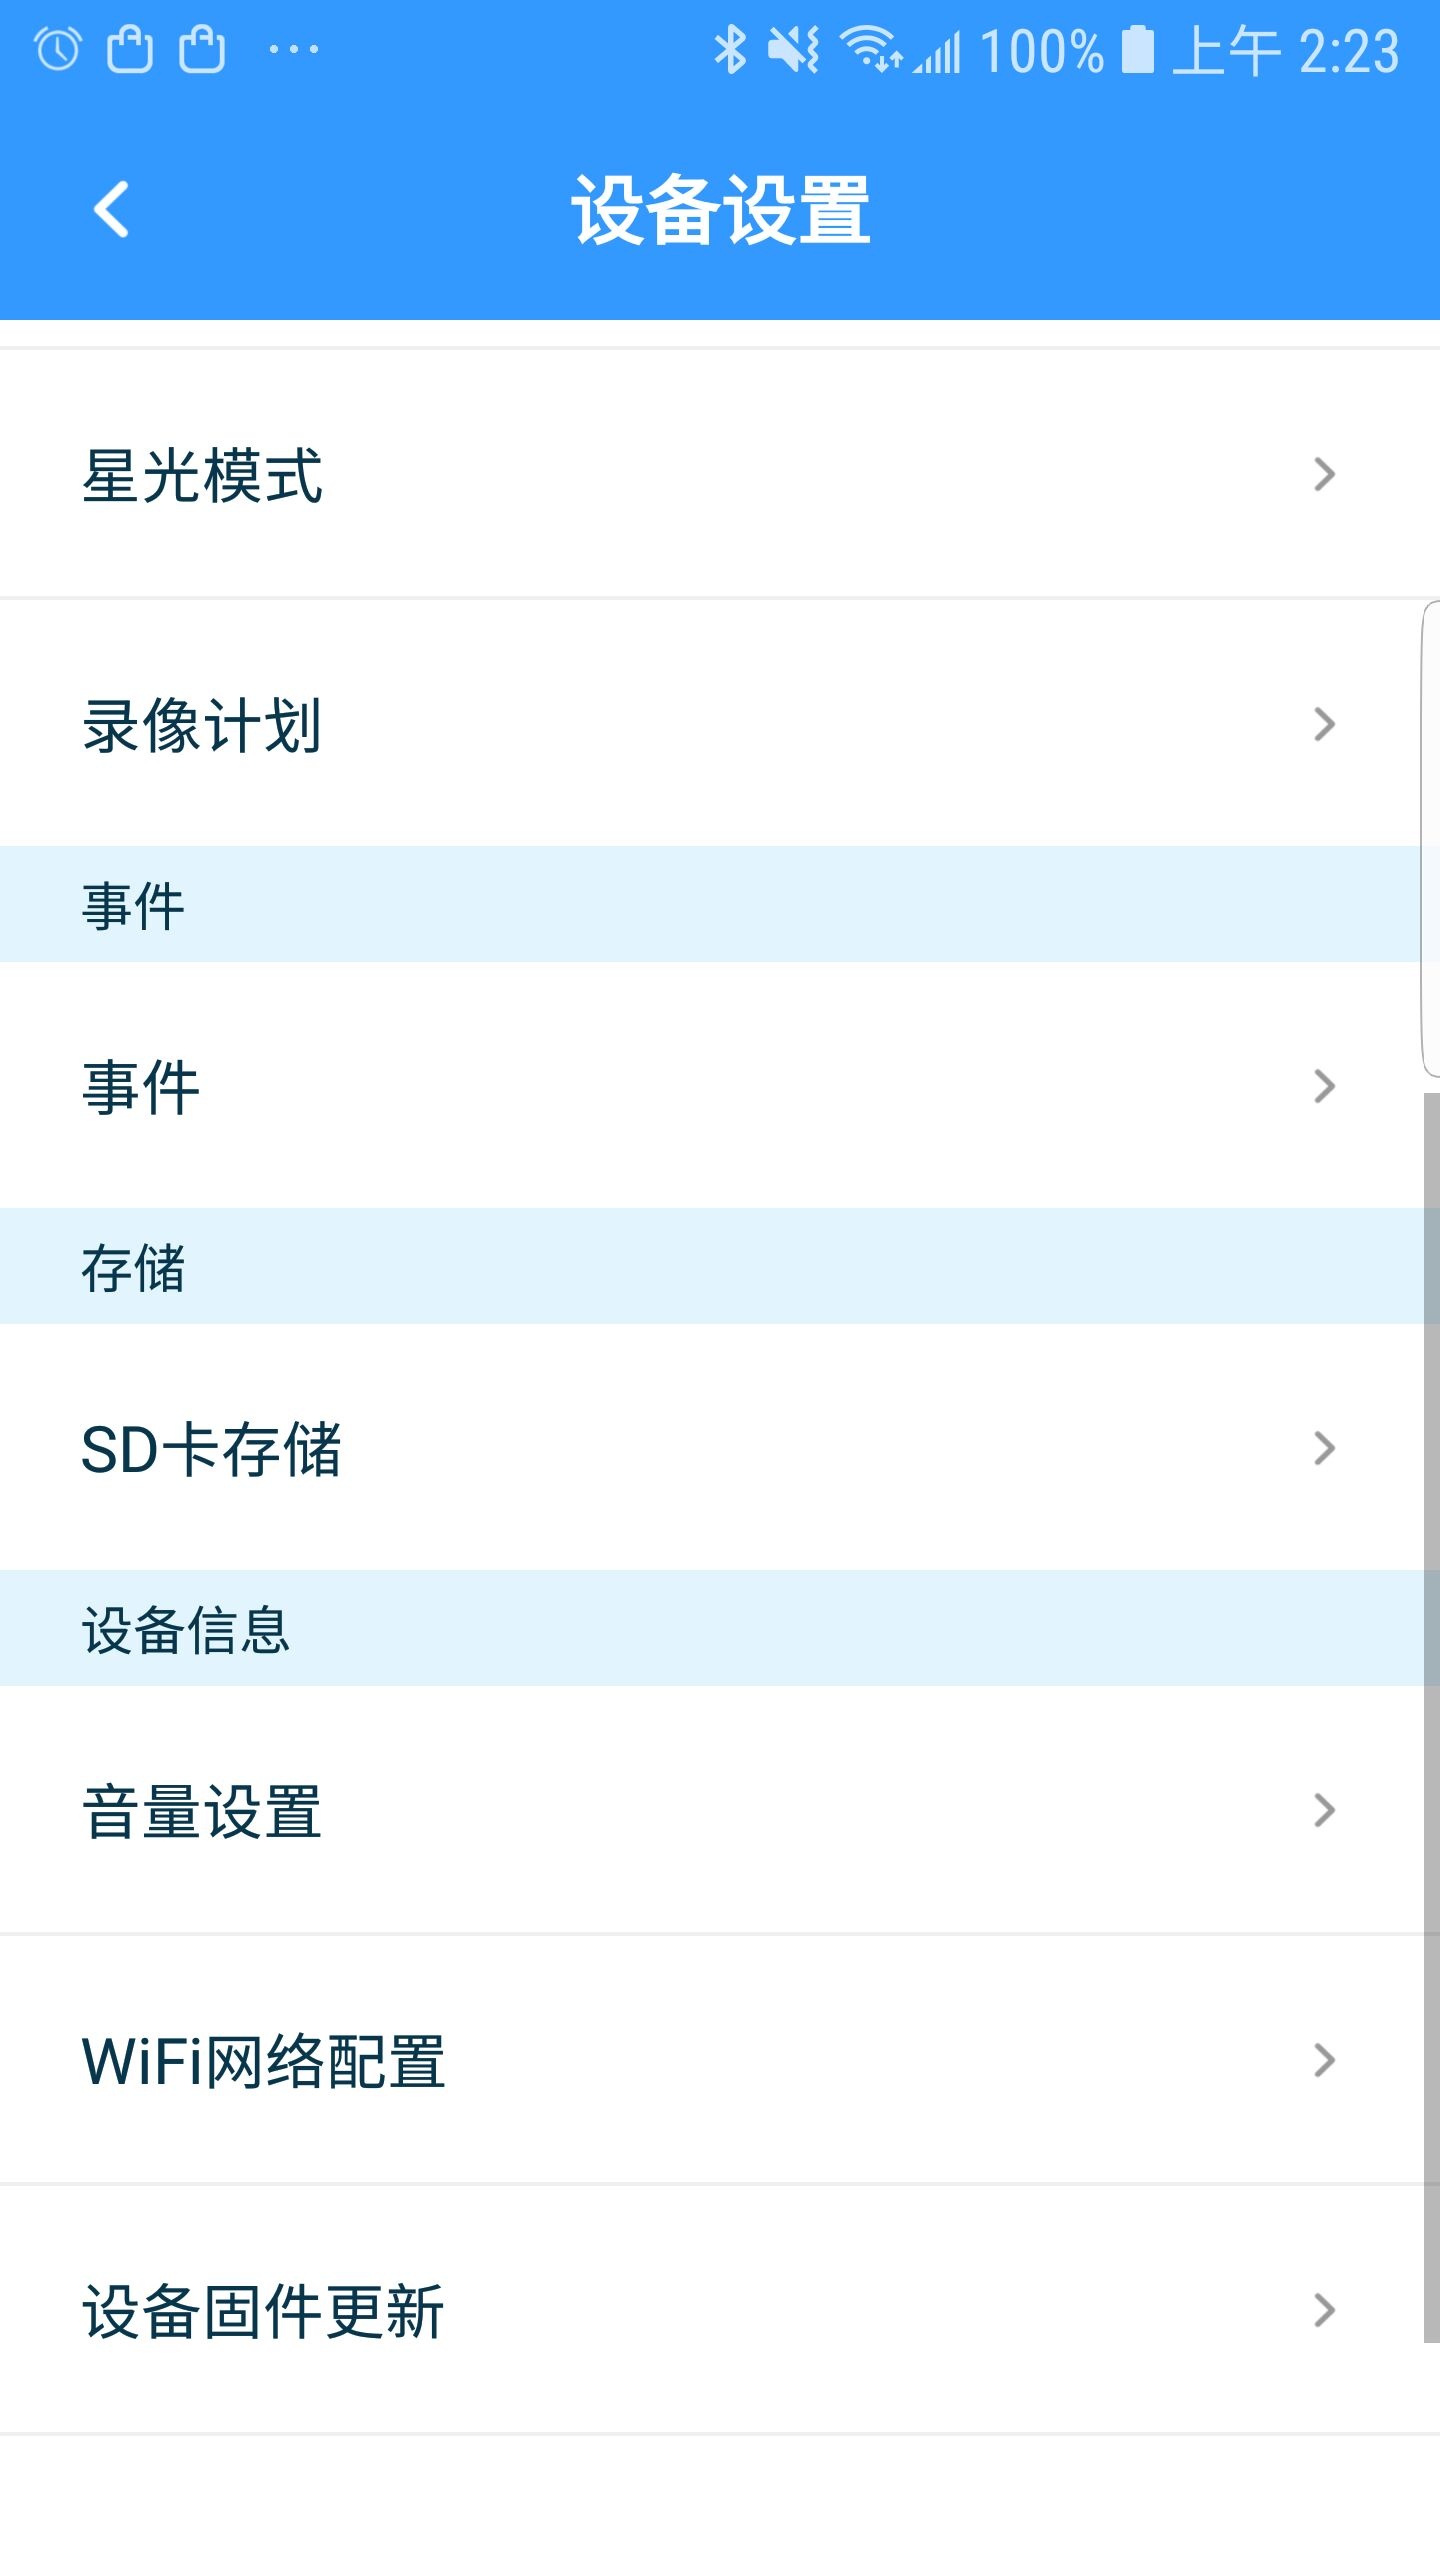 100% 上午 2:23
设备设置
星光模式
录像计划
事件
事件
存储
SD卡存储
设备信息
音量设置
WiFi网络配置
设备固件更新